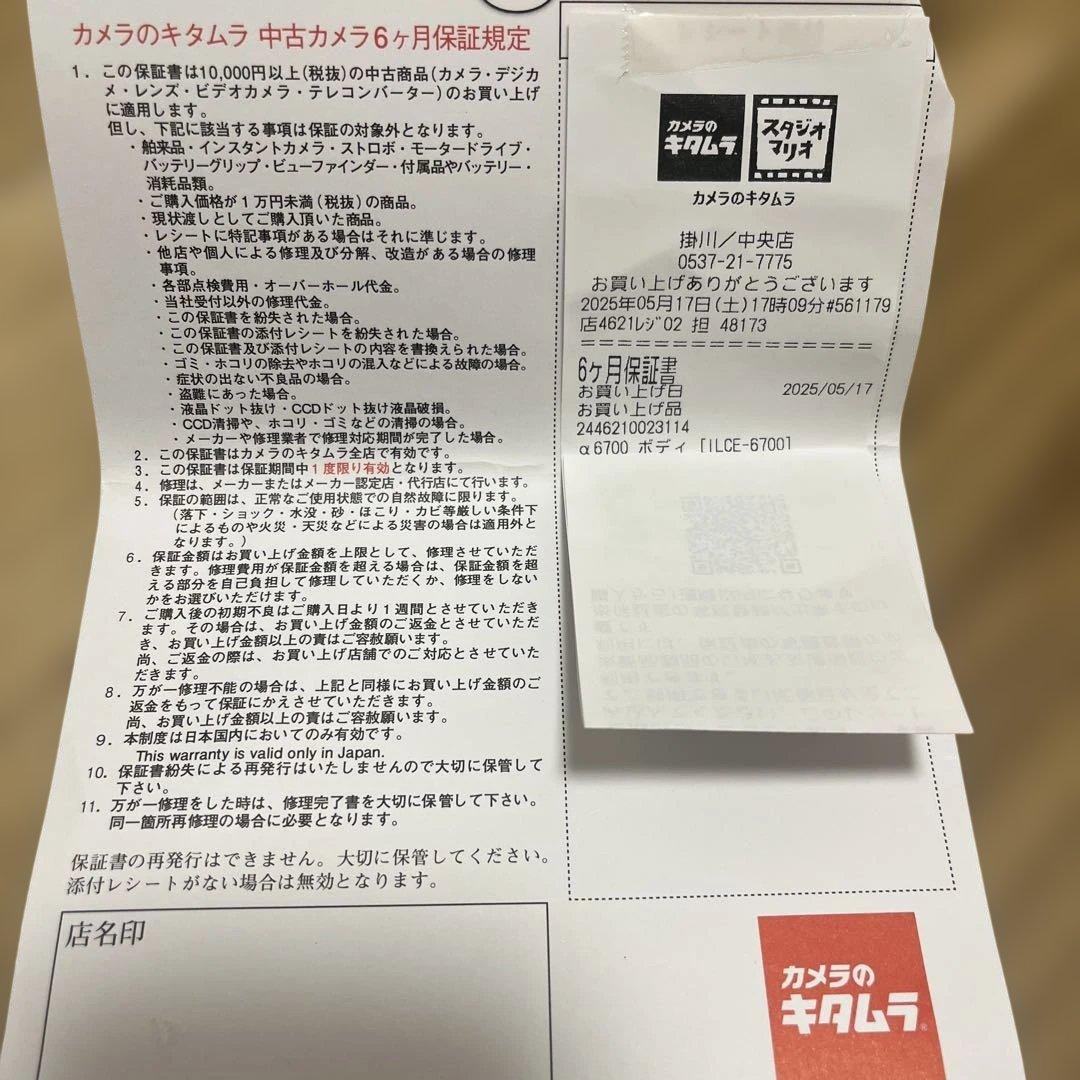 カメラのキタムラ 中古カメラ6ヶ月保証規定
1．この保証書は10,000円以上(税抜)の中古商品(カメラ・デジカ
メ・レンズ・ビデオカメラ・テレコンバーター)のお買い上げ
に適用します。
但し、下記に該当する事項は保証の対象外となります。
・舶来品・インスタントカメラ・ストロボ・モータードライブ・
バッテリーグリップ・ビューファインダー・付属品やバッテリー・
消耗品類。
・ご購入価格が1万円未満(税抜)の商品。
・現状渡しとしてご購入頂いた商品。
・レシートに特記事項がある場合はそれに準じます。
・他店や個人による修理及び分解、改造がある場合の修理
事項。
・各部点検費用・オーバーホール代金。
・当社受付以外の修理代金。
・この保証書を紛失された場合。
・この保証書の添付レシートを紛失された場合。
・この保証書及び添付レシートの内容を書換えられた場合。
・ゴミ・ホコリの除去やホコリの混入などによる故障の場合。
・症状の出ない不良品の場合。
・盗難にあった場合。
・液晶ドット抜け・CCDドット抜け液晶破損。
・CCD清掃や、ホコリ・ゴミなどの清掃の場合。
・メーカーや修理業者で修理対応期間が完了した場合。
2．この保証書はカメラのキタムラ全店で有効です。
3．この保証書は保証期間中1度限り有効となります。
4．修理は、メーカーまたはメーカー認定店・代行店にて行います。
5．保証の範囲は、正常なご使用状態での自然故障に限ります。
(落下・ショック・水没・砂・ほこり・カビ等厳しい条件下
によるものや火災・天災などによる災害の場合は適用外と
なります。)
6．保証金額はお買い上げ金額を上限として、修理させていただ
きます。修理費用が保証金額を超える場合は、保証金額を超
える部分を自己負担して修理していただくか、修理をしない
かをお選びいただけます。
7．ご購入後の初期不良はご購入日より1週間とさせていただき
ます。その場合は、お買い上げ金額のご返金とさせていただ
き、お買い上げ金額以上の責はご容赦願います。
尚、ご返金の際は、お買い上げ店舗でのご対応とさせていた
だきます。
8．万が一修理不能の場合は、上記と同様にお買い上げ金額のご
返金をもって保証にかえさせていただきます。
尚、お買い上げ金額以上の責はご容赦願います。
9．本制度は日本国内においてのみ有効です。
This warranty is valid only in Japan.
10．保証書紛失による再発行はいたしませんので大切に保管して
下さい。
11．万が一修理をした時は、修理完了書を大切に保管して下さい。
同一箇所再修理の場合に必要となります。
保証書の再発行はできません。大切に保管してください。
添付レシートがない場合は無効となります。
店名印
カメラの
キタムラ
スタジオ
マリオ
カメラのキタムラ
掛川／中央店
0537-21-7775
お買い上げありがとうございます
2025年05月17日(土)17時09分#561179
店4621ﾚｼﾞ02 担 48173
6ヶ月保証書
お買い上げ日 2025/05/17
お買い上げ品
2446210023114
α6700 ボディ [ILCE-6700]
カメラの
キタムラ®